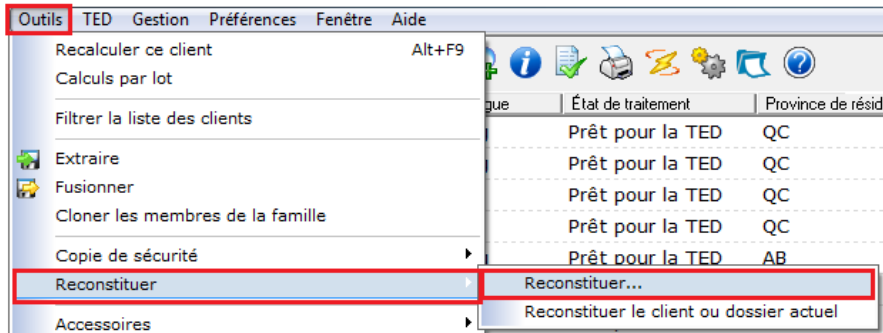 Outils TED Gestion Préférences Fenêtre Aide
Recalculer ce client Alt+F9
Calculs par lot
Filtrer la liste des clients
Extraire
Fusionner
Cloner les membres de la famille
Copie de sécurité
Reconstituer
Accessoires
État de traitement Province de résid
Prêt pour la TED QC
Prêt pour la TED QC
Prêt pour la TED QC
Prêt pour la TED QC
Prêt pour la TED AB
Reconstituer...
Reconstituer le client ou dossier actuel